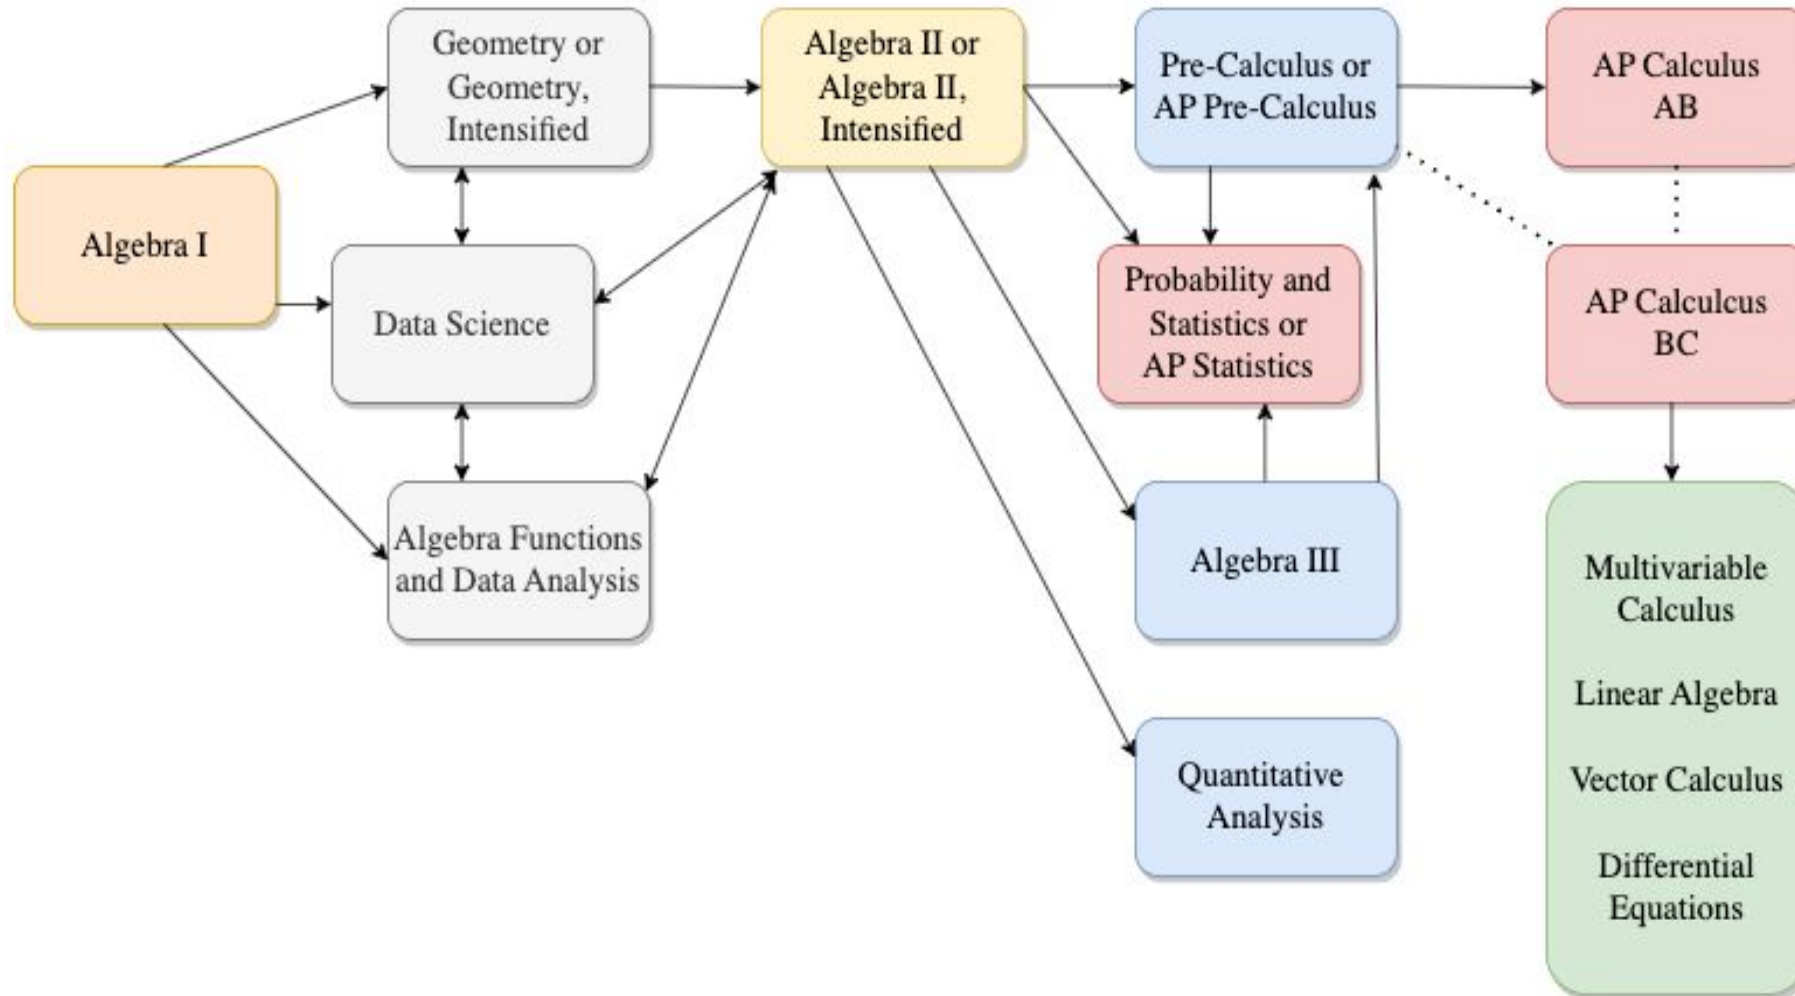 Algebra I
Geometry or
Geometry,
Intensified
Data Science
Algebra Functions
and Data Analysis
Algebra II or
Algebra II,
Intensified
Pre-Calculus or
AP Pre-Calculus
Probability and
Statistics or
AP Statistics
Algebra III
Quantitative
Analysis
AP Calculus
AB
AP Calculcus
BC
Multivariable
Calculus
Linear Algebra
Vector Calculus
Differential
Equations